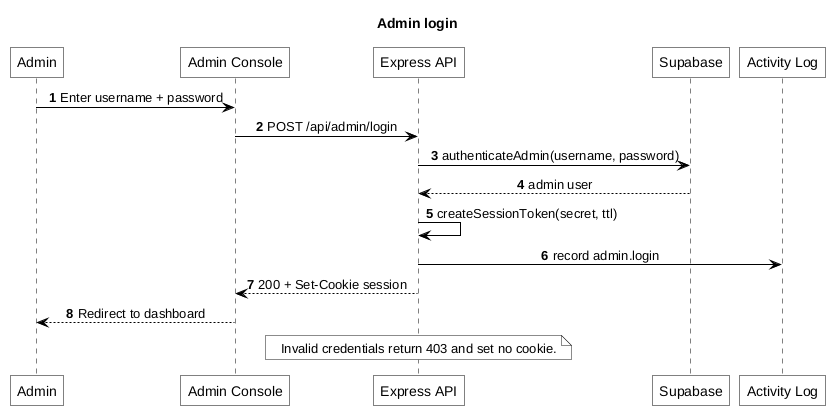 Admin login
Admin
Admin Console
Express API
Supabase
Activity Log
1 Enter username + password
2 POST /api/admin/login
3 authenticateAdmin(username, password)
4 admin user
5 createSessionToken(secret, ttl)
6 record admin.login
7 200 + Set-Cookie session
8 Redirect to dashboard
Invalid credentials return 403 and set no cookie.
Admin
Admin Console
Express API
Supabase
Activity Log